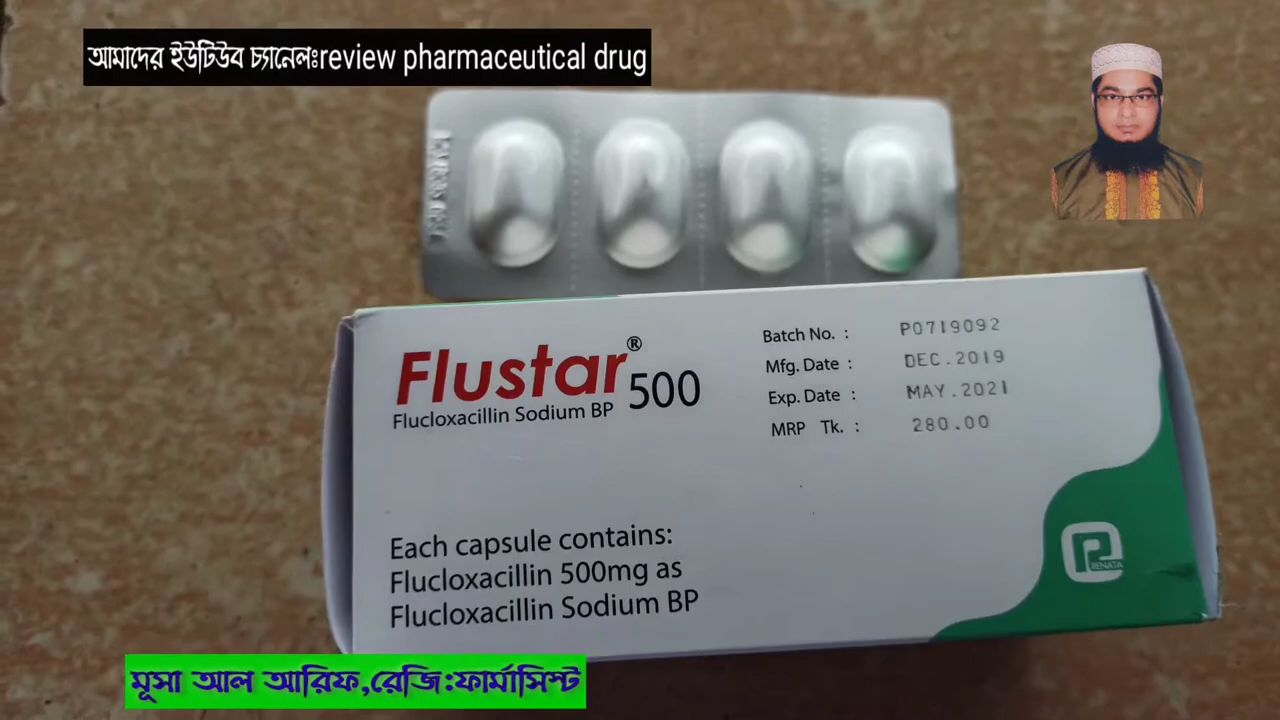 আমাদের ইউটিউব চ্যানেলঃreview pharmaceutical drug
Flustar®500
Flucloxacillin Sodium BP
Batch No. : P0719092
Mfg. Date : DEC.2019
Exp. Date : MAY.2021
MRP Tk. : 280.00
Each capsule contains:
Flucloxacillin 500mg as
Flucloxacillin Sodium BP
RENATA
মূসা আল আরিফ,রেজি:ফার্মাসিস্ট